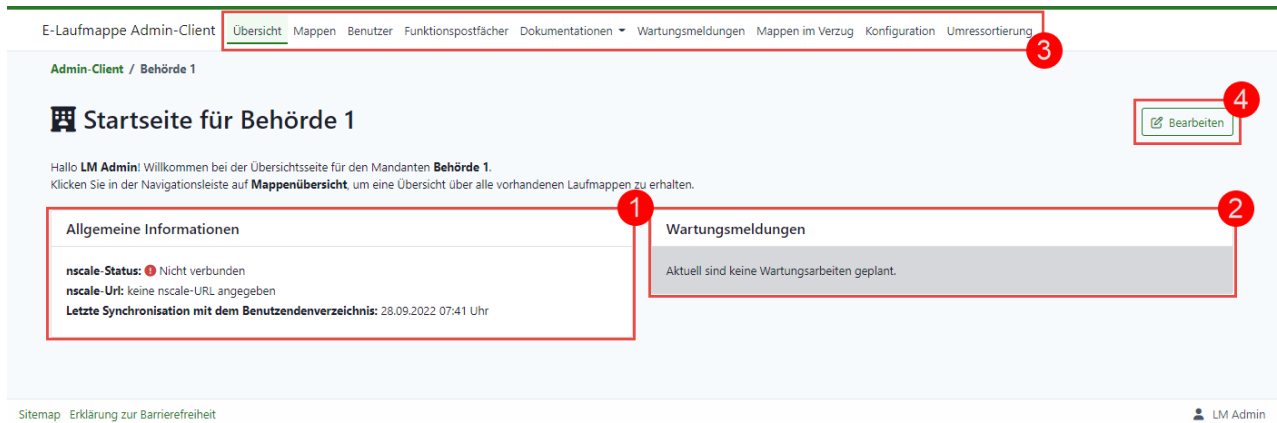 E-Laufmappe Admin-Client Übersicht Mappen Benutzer Funktionspostfächer Dokumentationen Wartungsmeldungen Mappen im Verzug Konfiguration Umressortierung
3
Admin-Client / Behörde 1
4
Startseite für Behörde 1
Bearbeiten
Hallo LM Admin! Willkommen bei der Übersichtsseite für den Mandanten Behörde 1.
Klicken Sie in der Navigationsleiste auf Mappenübersicht, um eine Übersicht über alle vorhandenen Laufmappen zu erhalten.
1
Allgemeine Informationen
nscale-Status: Nicht verbunden
nscale-Url: keine nscale-URL angegeben
Letzte Synchronisation mit dem Benutzendenverzeichnis: 28.09.2022 07:41 Uhr
2
Wartungsmeldungen
Aktuell sind keine Wartungsarbeiten geplant.
Sitemap Erklärung zur Barrierefreiheit LM Admin